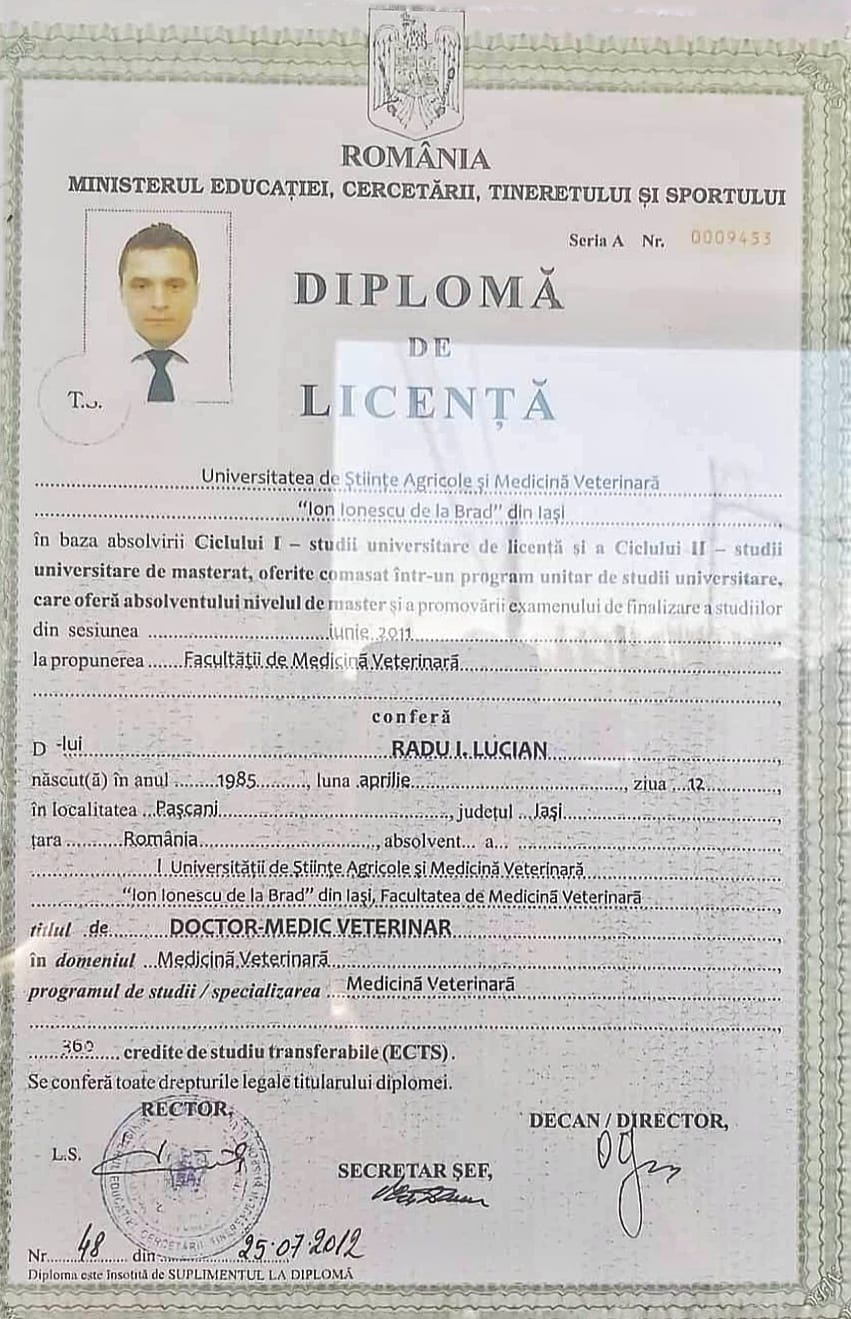 ROMÂNIA
MINISTERUL EDUCAȚIEI, CERCETĂRII, TINERETULUI ȘI SPORTULUI
Seria A Nr. 0009453
DIPLOMĂ
DE
LICENȚĂ
T.S.
Universitatea de Științe Agricole și Medicină Veterinară
“Ion Ionescu de la Brad” din Iași
în baza absolvirii Ciclului I – studii universitare de licență și a Ciclului II – studii
universitare de masterat, oferite comasat într-un program unitar de studii universitare,
care oferă absolventului nivelul de master și a promovării examenului de finalizare a studiilor
din sesiunea iunie 2011
la propunerea Facultății de Medicină Veterinară
conferă
D -lui RADU I. LUCIAN
născut(ă) în anul 1985, luna aprilie, ziua 12
în localitatea Pașcani, județul Iași
țara România, absolvent a
l Universității de Științe Agricole și Medicină Veterinară
“Ion Ionescu de la Brad” din Iași, Facultatea de Medicină Veterinară
titlul de DOCTOR-MEDIC VETERINAR
în domeniul Medicină Veterinară
programul de studii / specializarea Medicină Veterinară
360 credite de studiu transferabile (ECTS).
Se conferă toate drepturile legale titularului diplomei.
RECTOR,
DECAN / DIRECTOR,
L.S.
SECRETAR ȘEF,
Nr. 48 din 25.07.2012
Diploma este însoțită de SUPLIMENTUL LA DIPLOMĂ